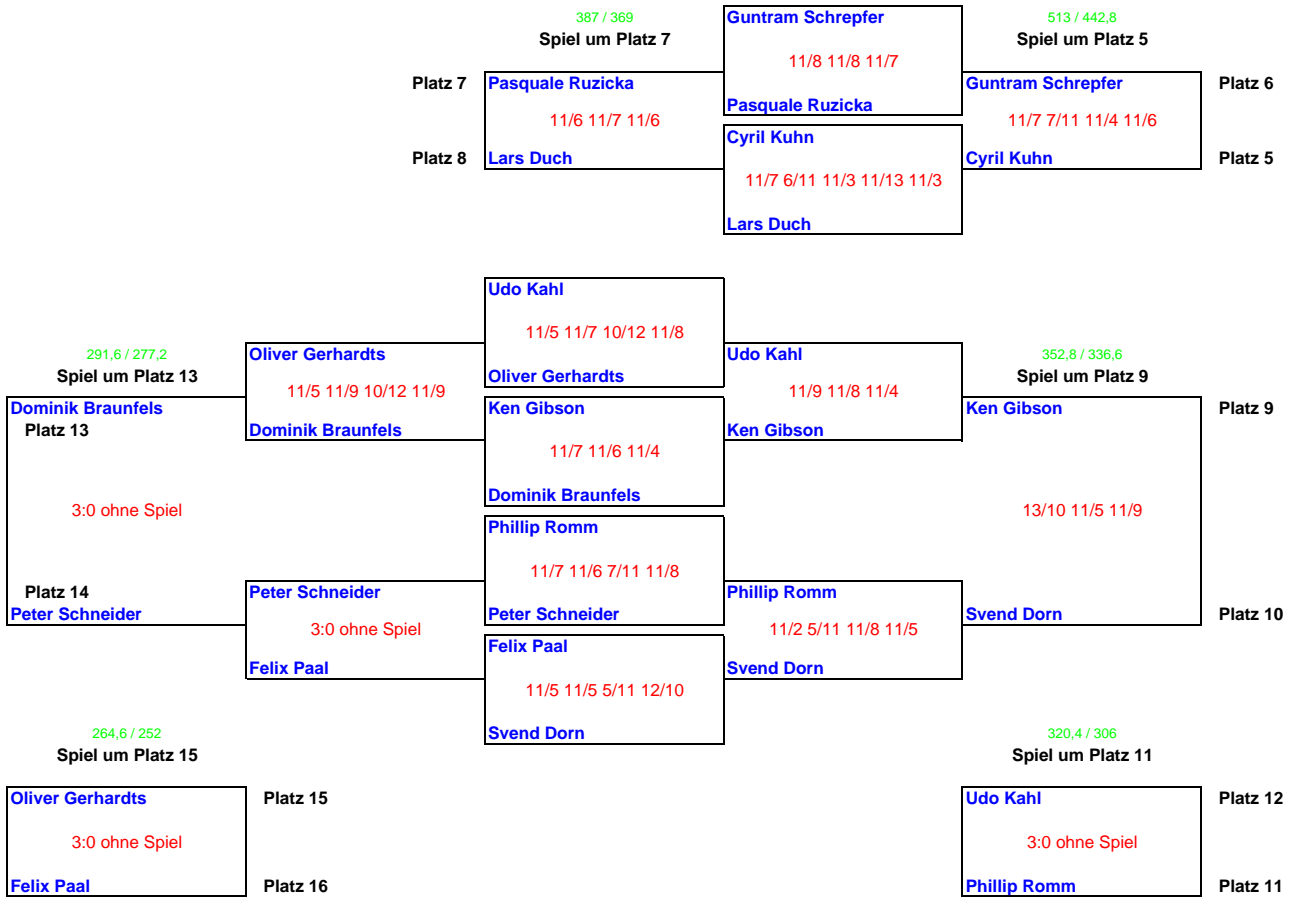 387 / 369
Guntram Schrepfer
513 / 442,8
Spiel um Platz 7
Spiel um Platz 5
11/8 11/8 11/7
Platz 7
Pasquale Ruzicka
Guntram Schrepfer
Platz 6
Pasquale Ruzicka
11/6 11/7 11/6
11/7 7/11 11/4 11/6
Cyril Kuhn
Platz 8
Lars Duch
Cyril Kuhn
Platz 5
11/7 6/11 11/3 11/13 11/3
Lars Duch
Udo Kahl
11/5 11/7 10/12 11/8
291,6 / 277,2
Oliver Gerhardts
Udo Kahl
352,8 / 336,6
Spiel um Platz 13
Oliver Gerhardts
Spiel um Platz 9
11/5 11/9 10/12 11/9
11/9 11/8 11/4
Dominik Braunfels
Ken Gibson
Ken Gibson
Platz 9
Platz 13
Dominik Braunfels
Ken Gibson
11/7 11/6 11/4
Dominik Braunfels
3:0 ohne Spiel
13/10 11/5 11/9
Phillip Romm
11/7 11/6 7/11 11/8
Platz 14
Peter Schneider
Phillip Romm
Peter Schneider
Peter Schneider
Svend Dorn
Platz 10
3:0 ohne Spiel
11/2 5/11 11/8 11/5
Felix Paal
Felix Paal
Svend Dorn
11/5 11/5 5/11 12/10
264,6 / 252
Svend Dorn
320,4 / 306
Spiel um Platz 15
Spiel um Platz 11
Oliver Gerhardts
Platz 15
Udo Kahl
Platz 12
3:0 ohne Spiel
3:0 ohne Spiel
Felix Paal
Platz 16
Phillip Romm
Platz 11